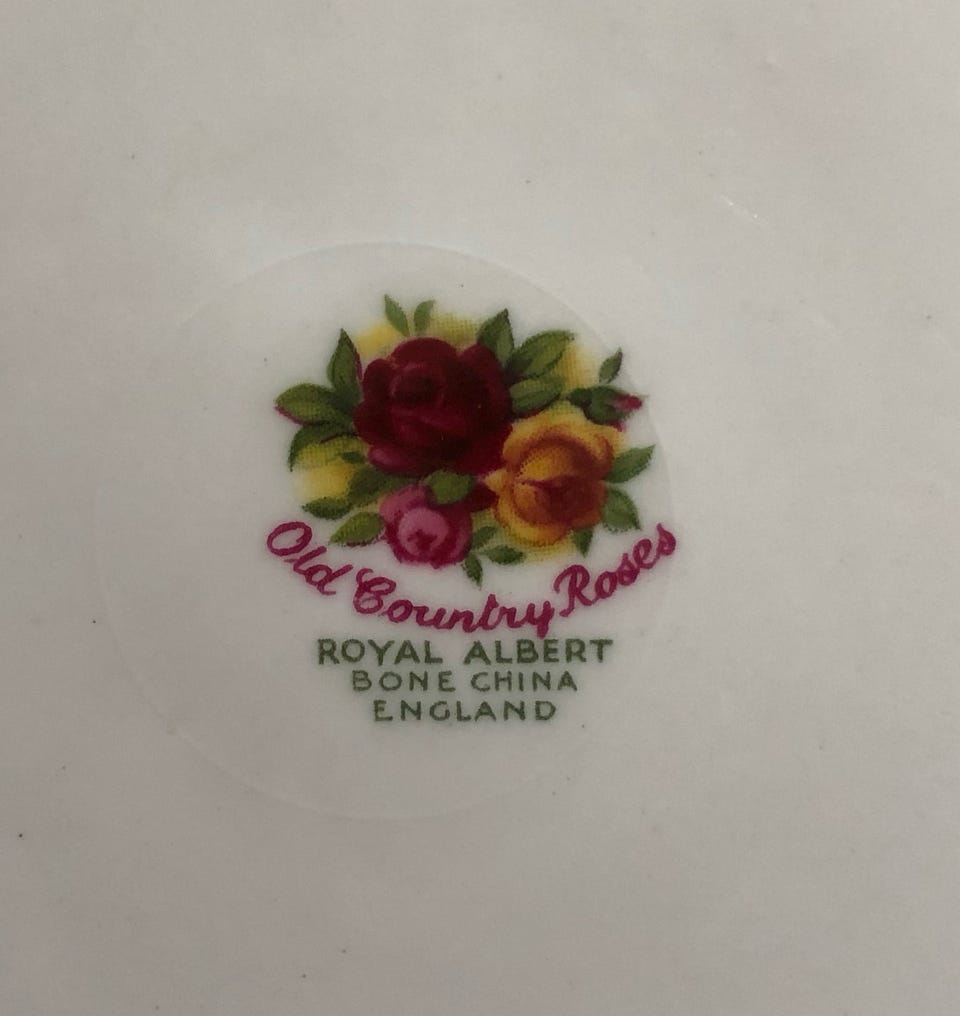 Old Country Roses
ROYAL ALBERT
BONE CHINA
ENGLAND